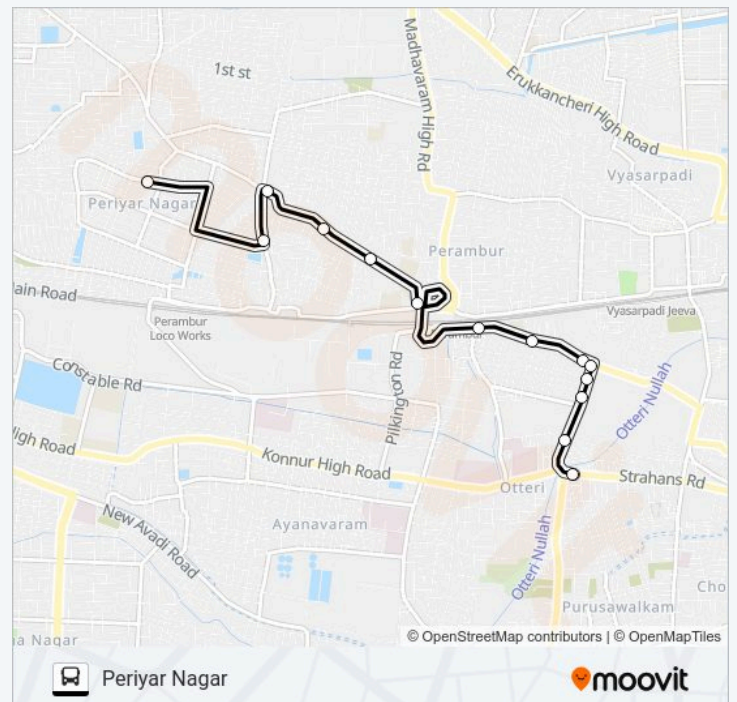 1st st
Madhavaram High Rd
Erukkancheri High Road
Vyasarpadi
Periyar Nagar
Perambur
ain Road
Perambur
Loco Works
Vyasarpadi Jeeva
Constable Rd
Pilkington Rd
Otteri Nullah
High Road
Konnur High Road
Otteri
Strahans Rd
New Avadi Road
Ayanavaram
Otteri Nullah
Purusawalkam
Cho
na Nagar
© OpenStreetMap contributors | © OpenMapTiles
Periyar Nagar
moovit